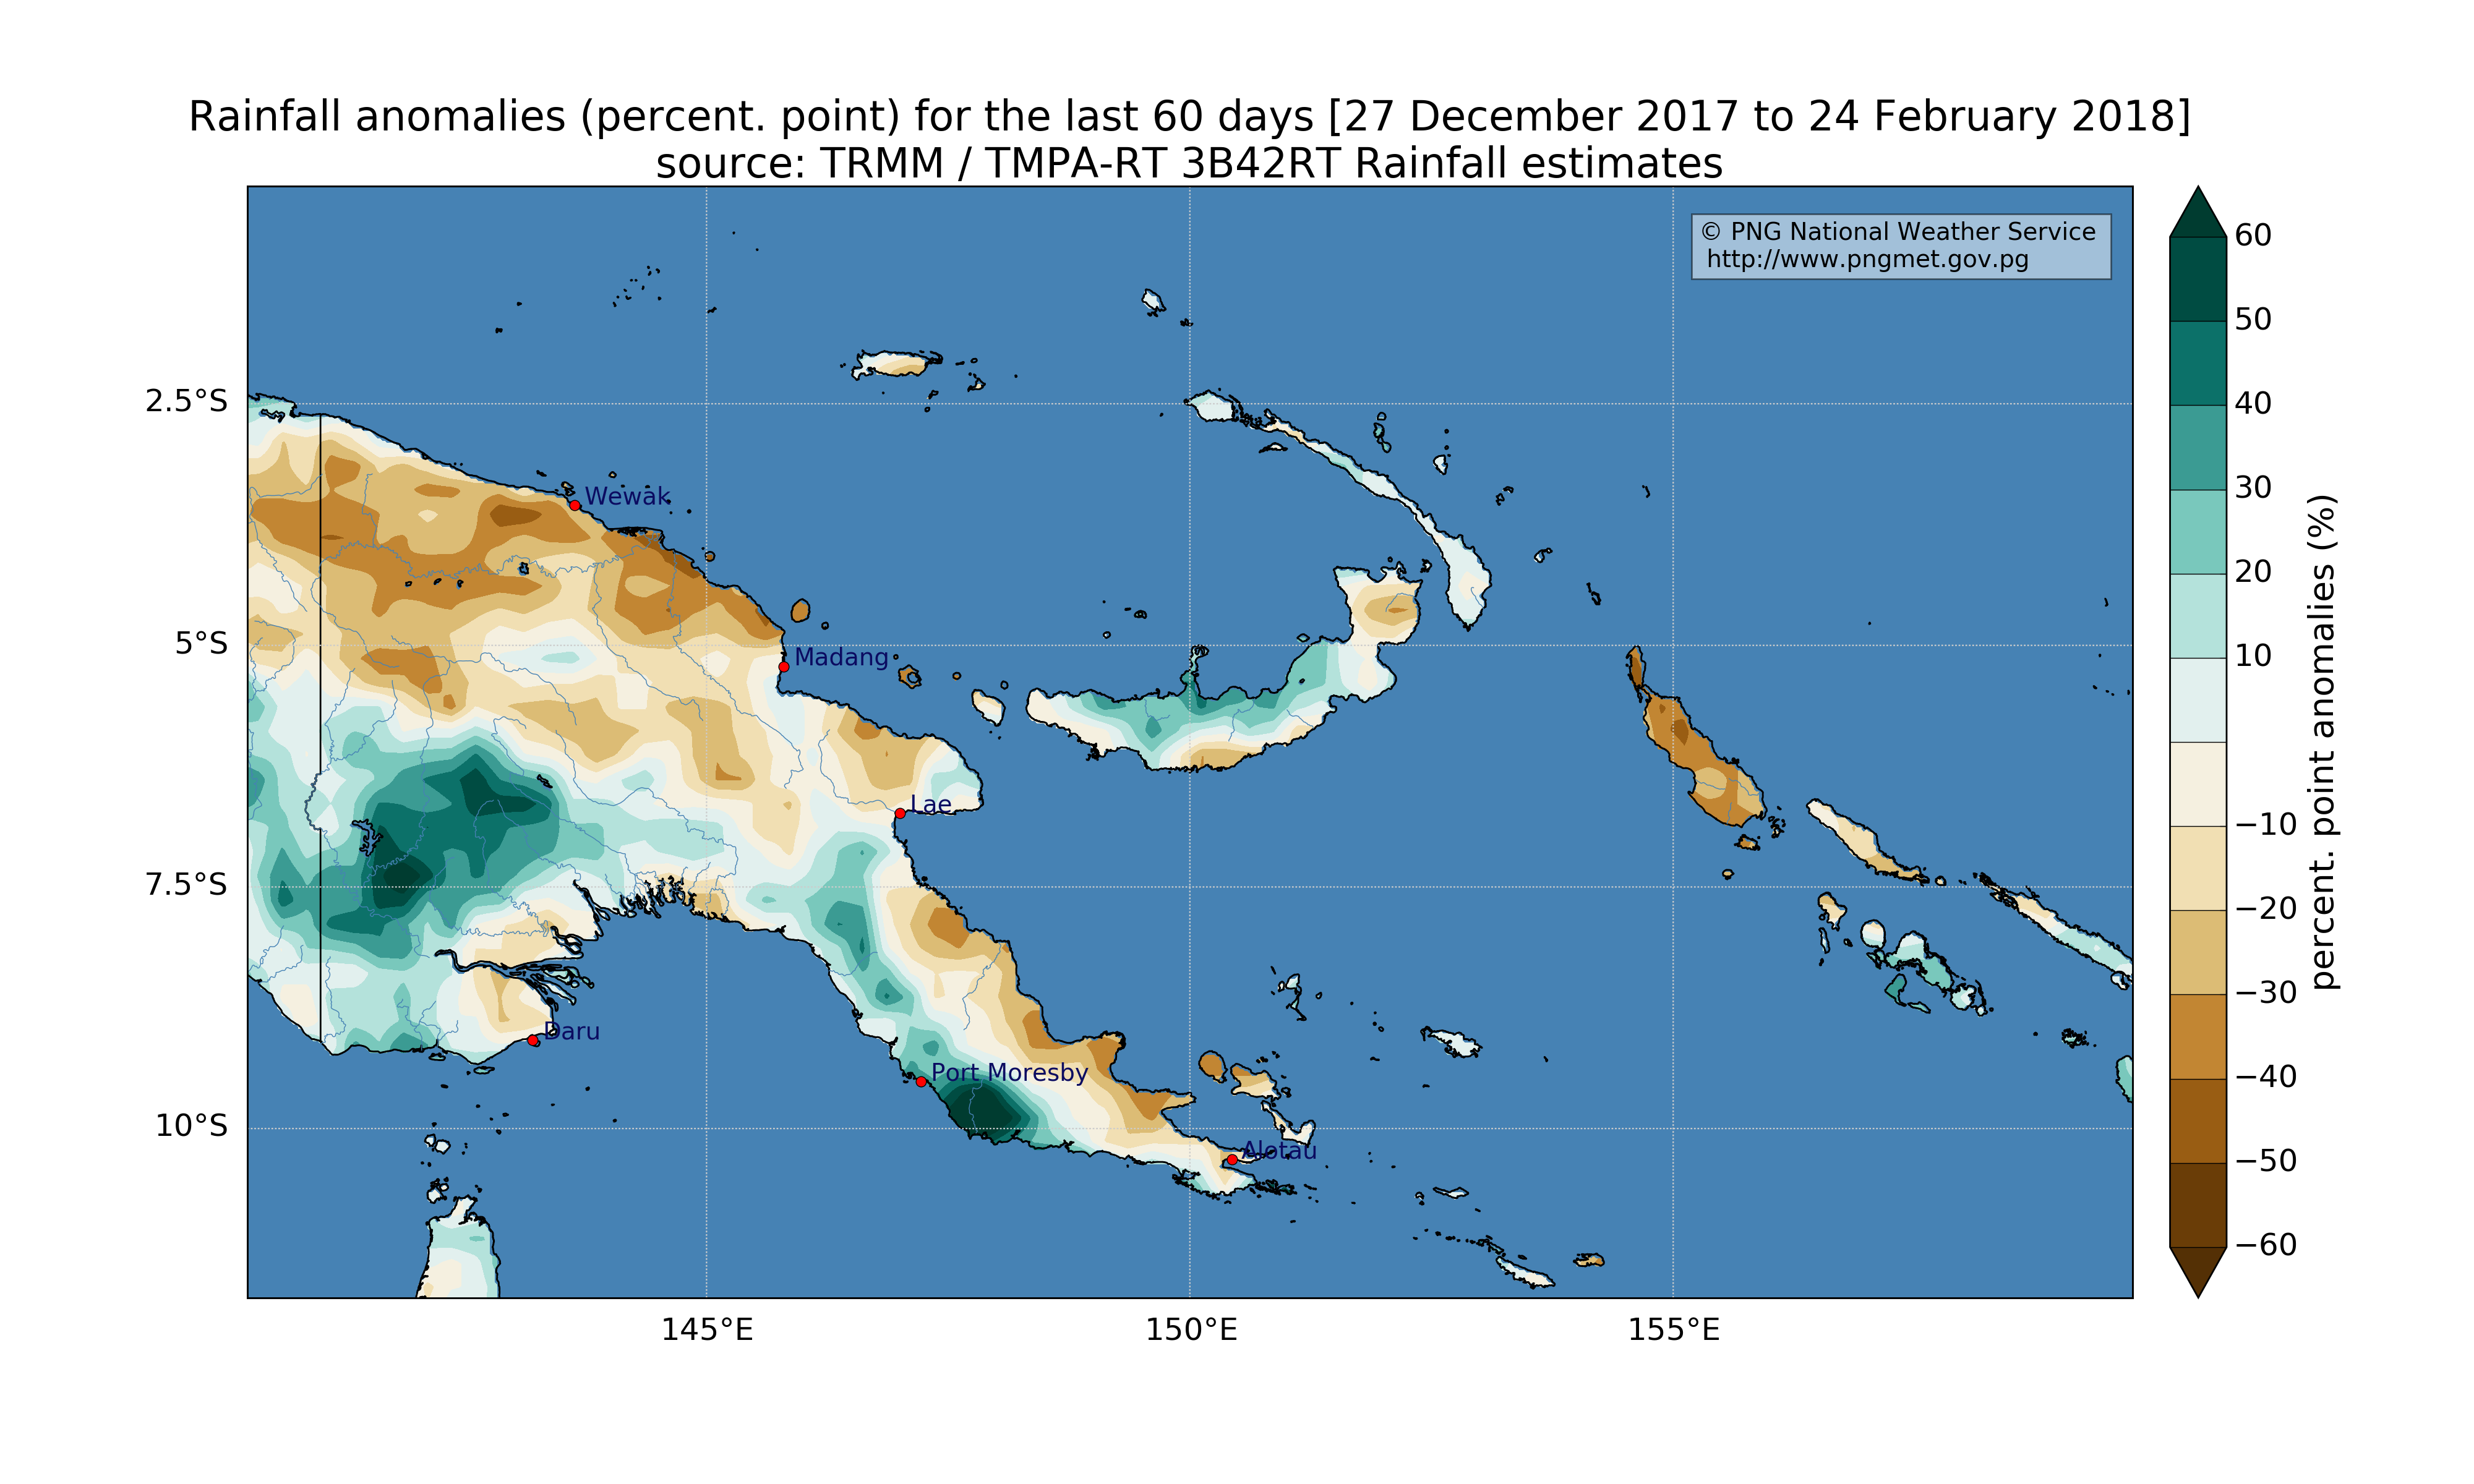 Rainfall anomalies (percent. point) for the last 60 days [27 December 2017 to 24 February 2018]
source: TRMM / TMPA-RT 3B42RT Rainfall estimates
© PNG National Weather Service
http://www.pngmet.gov.pg
2.5°S
5°S
7.5°S
10°S
Wewak
Madang
Lae
Daru
Port Moresby
Alotau
145°E
150°E
155°E
60
50
40
30
20
10
−10
−20
−30
−40
−50
−60
percent. point anomalies (%)